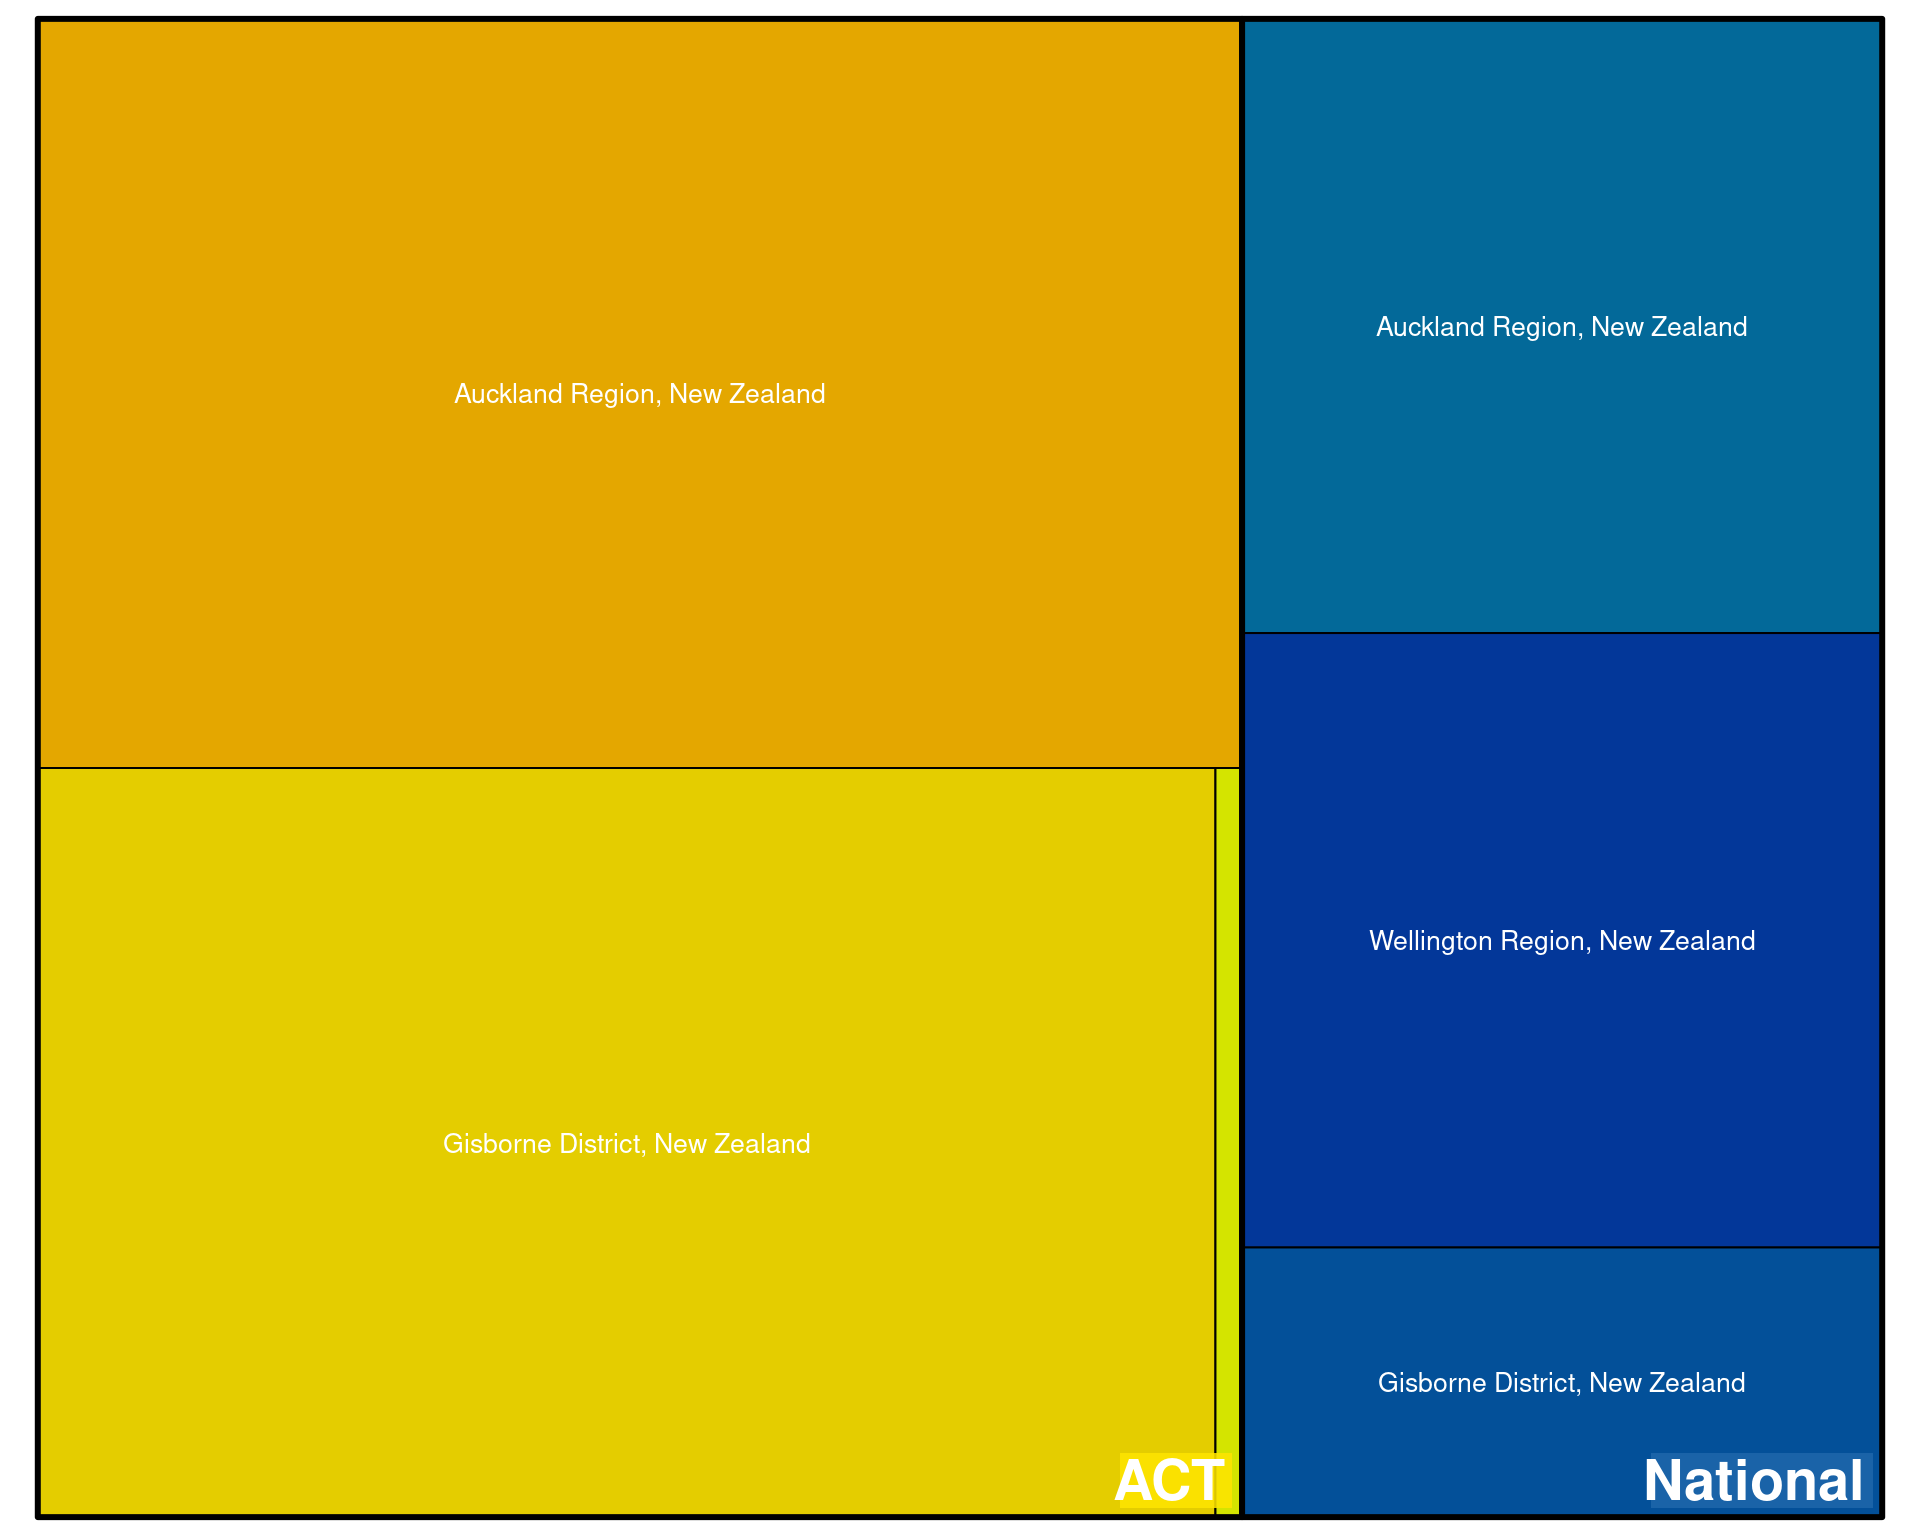 Auckland Region, New Zealand
Gisborne District, New Zealand
ACT
Auckland Region, New Zealand
Wellington Region, New Zealand
Gisborne District, New Zealand
National